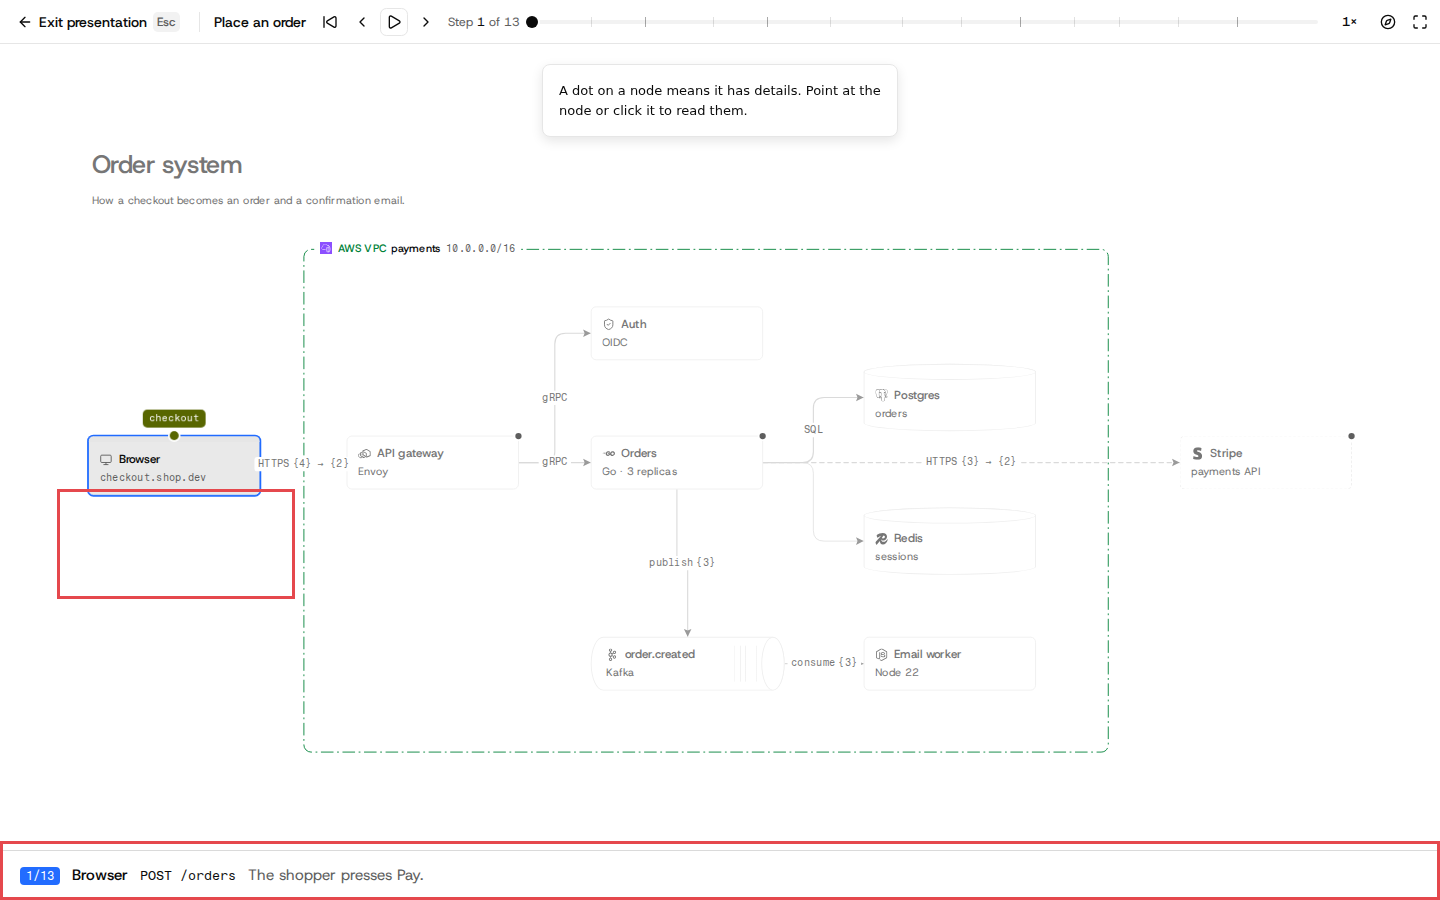 Exit presentation Esc
Place an order
Step 1 of 13
1×
A dot on a node means it has details. Point at the
node or click it to read them.
Order system
How a checkout becomes an order and a confirmation email.
AWS VPC payments 10.0.0.0/16
Auth
OIDC
gRPC
Postgres
orders
SQL
checkout
Browser
checkout.shop.dev
HTTPS {4} → {2}
API gateway
Envoy
gRPC
Orders
Go · 3 replicas
HTTPS {3} → {2}
Stripe
payments API
Redis
sessions
publish {3}
order.created
Kafka
consume {3}
Email worker
Node 22
1/13 Browser POST /orders The shopper presses Pay.